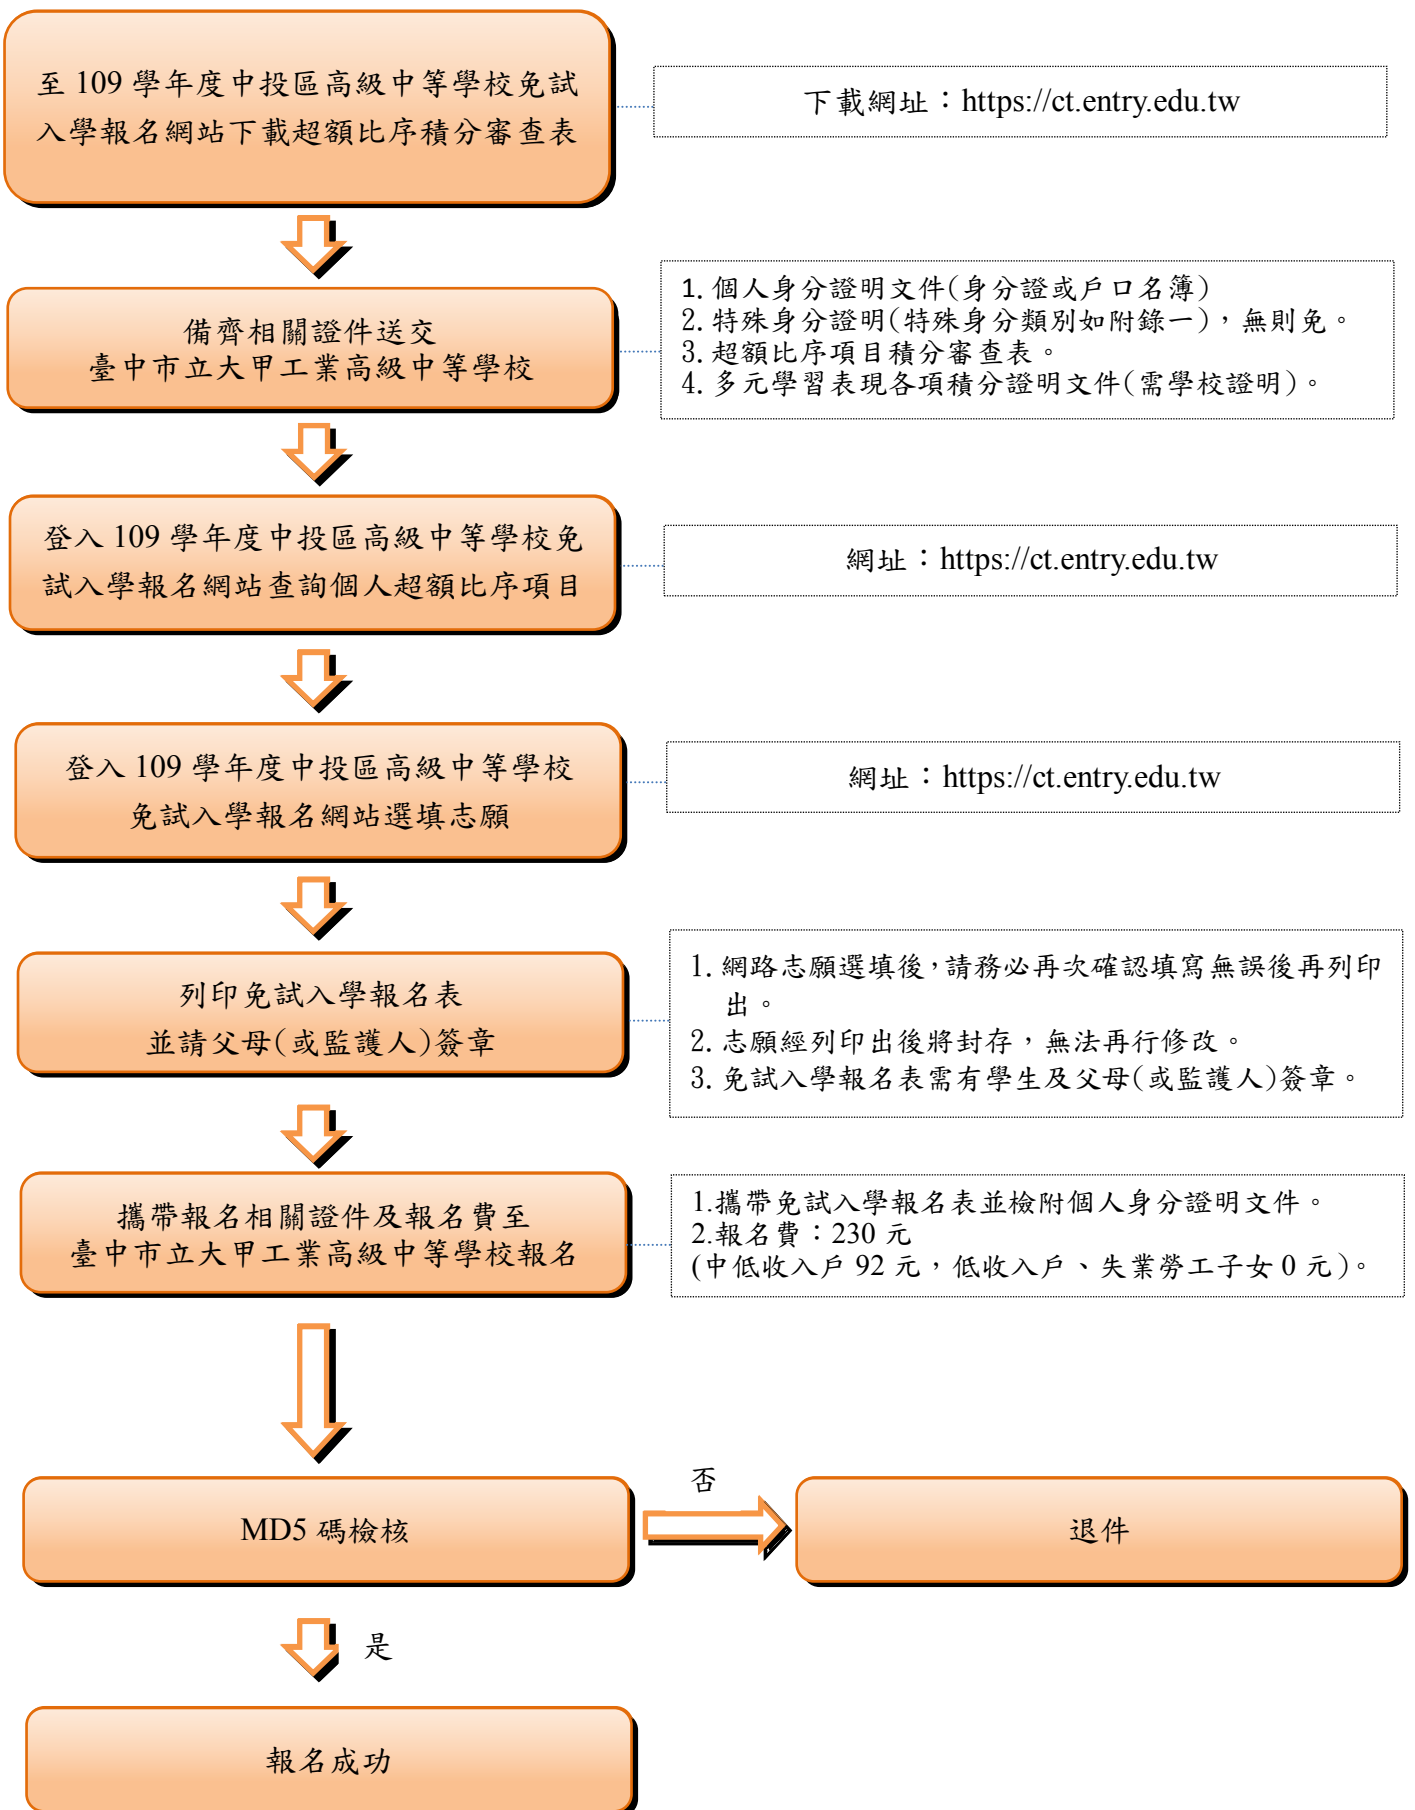 至 109 學年度中投區高級中等學校免試
入學報名網站下載超額比序積分審查表
下載網址：https://ct.entry.edu.tw
備齊相關證件送交
臺中市立大甲工業高級中等學校
1. 個人身分證明文件(身分證或戶口名簿)
2. 特殊身分證明(特殊身分類別如附錄一)，無則免。
3. 超額比序項目積分審查表。
4. 多元學習表現各項積分證明文件(需學校證明)。
登入 109 學年度中投區高級中等學校免
試入學報名網站查詢個人超額比序項目
網址：https://ct.entry.edu.tw
登入 109 學年度中投區高級中等學校
免試入學報名網站選填志願
網址：https://ct.entry.edu.tw
列印免試入學報名表
並請父母(或監護人)簽章
1. 網路志願選填後，請務必再次確認填寫無誤後再列印
出。
2. 志願經列印出後將封存，無法再行修改。
3. 免試入學報名表需有學生及父母(或監護人)簽章。
攜帶報名相關證件及報名費至
臺中市立大甲工業高級中等學校報名
1.攜帶免試入學報名表並檢附個人身分證明文件。
2.報名費：230 元
(中低收入戶 92 元，低收入戶、失業勞工子女 0 元)。
MD5 碼檢核
否
退件
是
報名成功